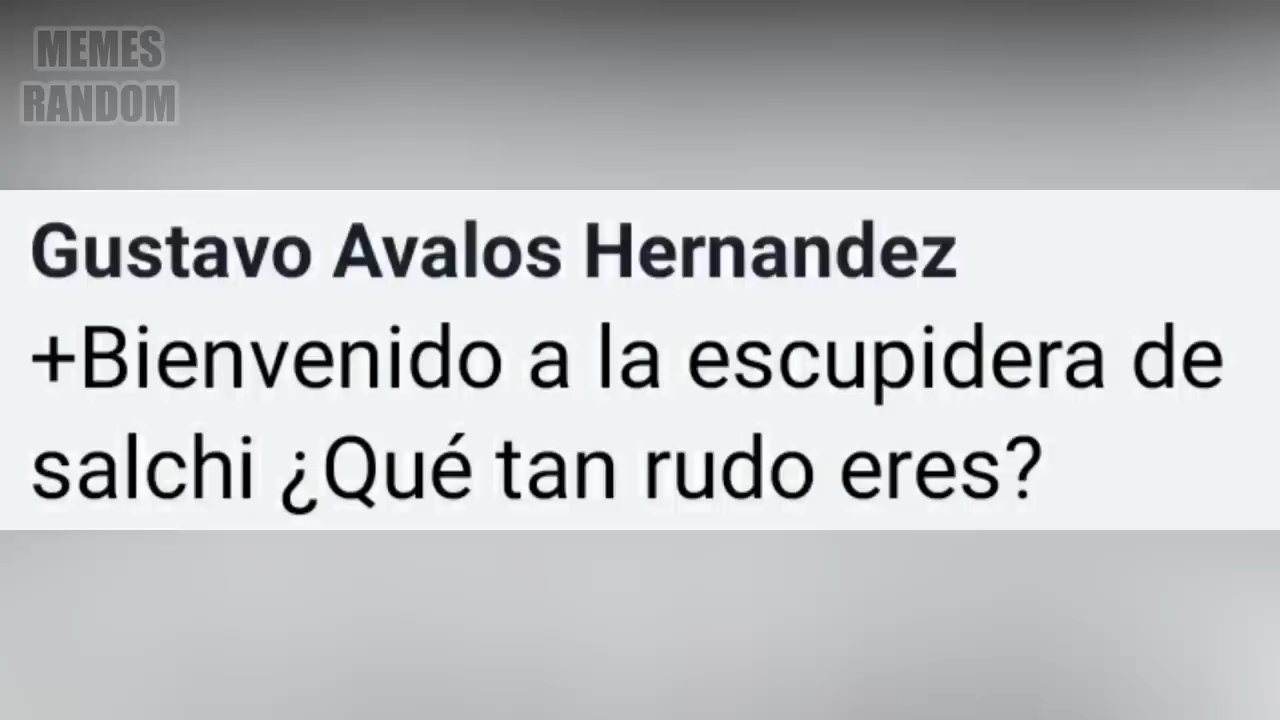 MEMES
RANDOM
Gustavo Avalos Hernandez
+Bienvenido a la escupidera de
salchi ¿Qué tan rudo eres?